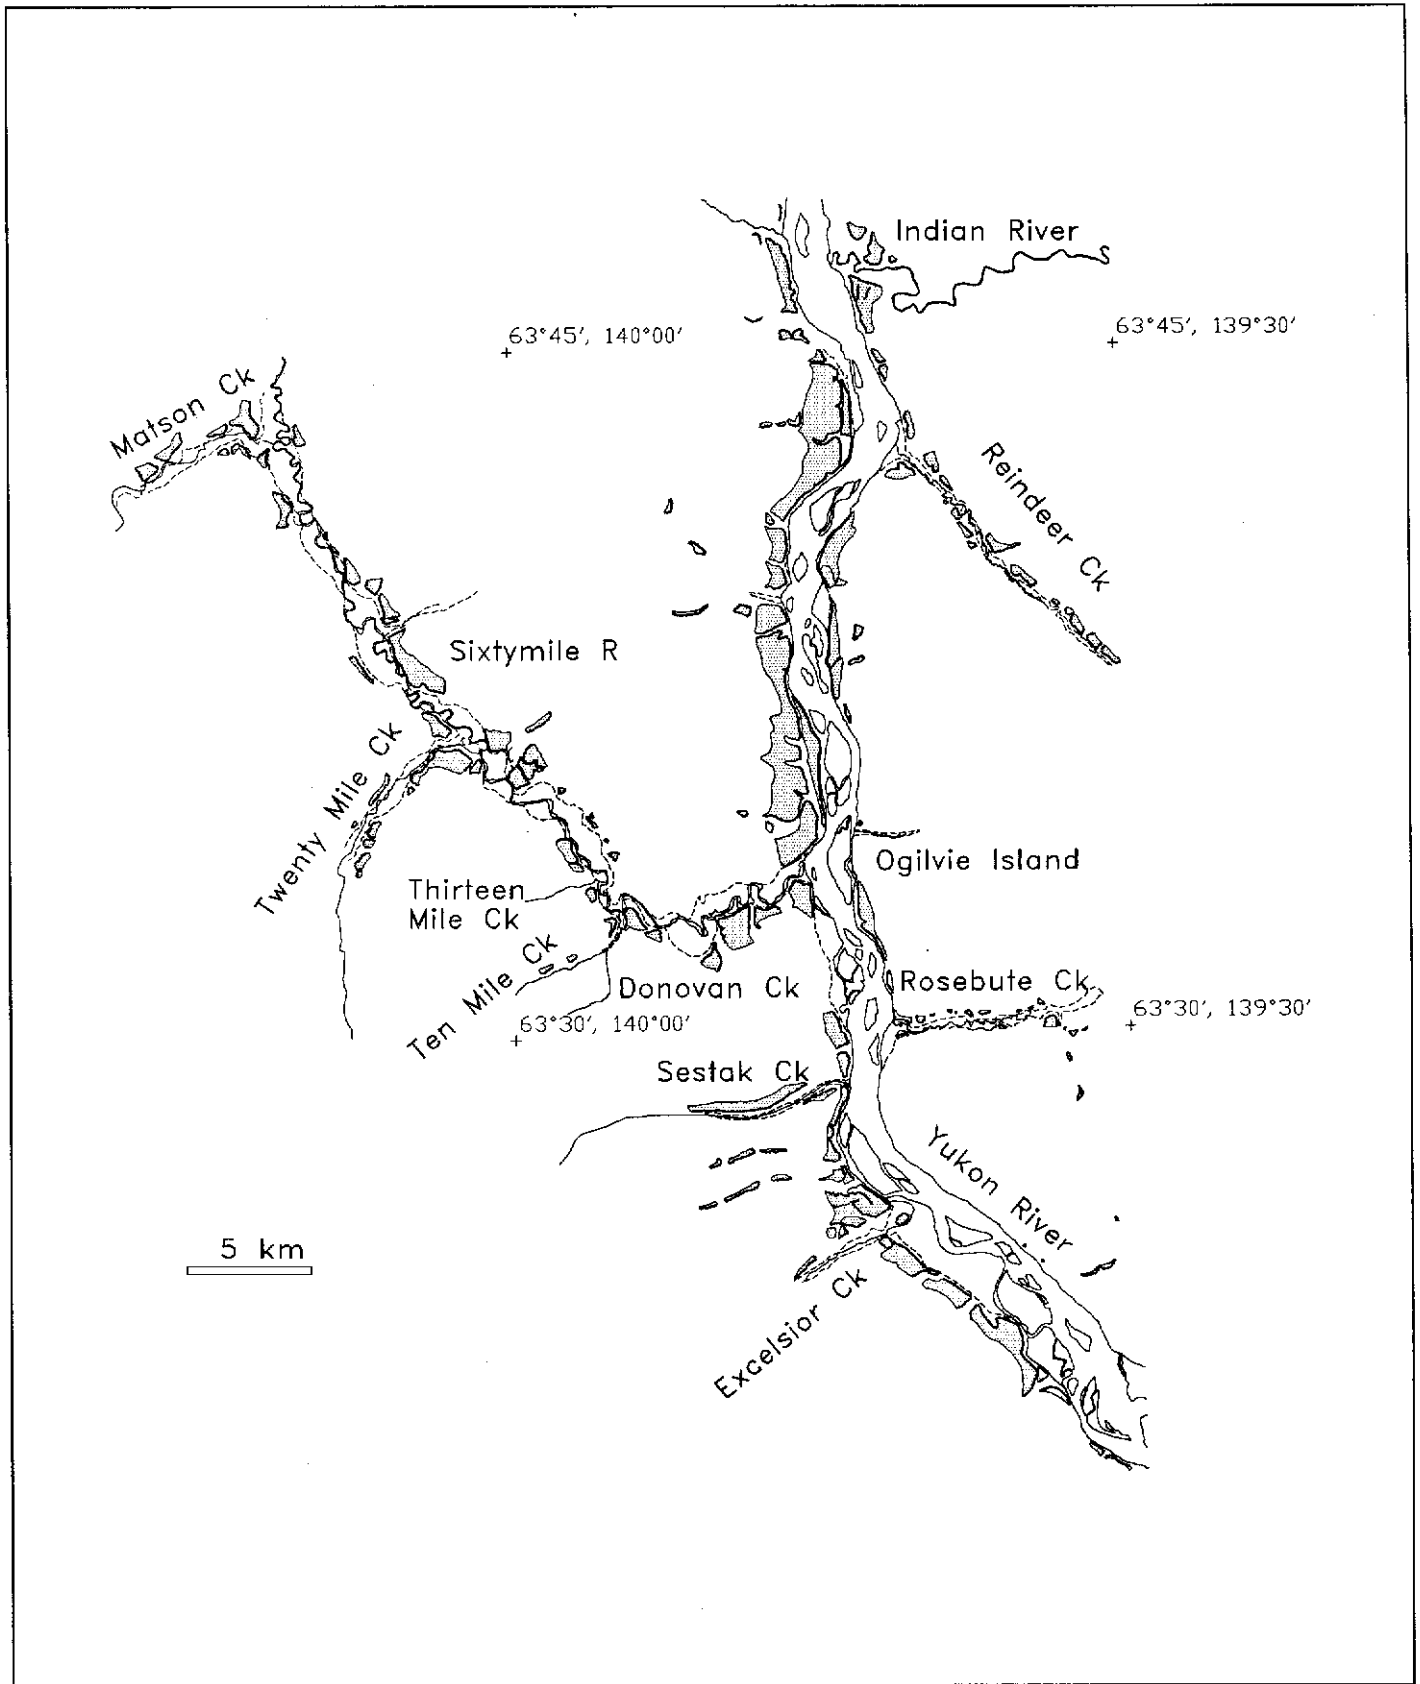 Indian River
63°45′, 140°00′
63°45′, 139°30′
Matson Ck
Reindeer Ck
Sixtymile R
Twenty Mile Ck
Ogilvie Island
Thirteen
Mile Ck
Ten Mile Ck
Donovan Ck
Rosebute Ck
63°30′, 140°00′
63°30′, 139°30′
Sestak Ck
Yukon River
5 km
Excelsior Ck